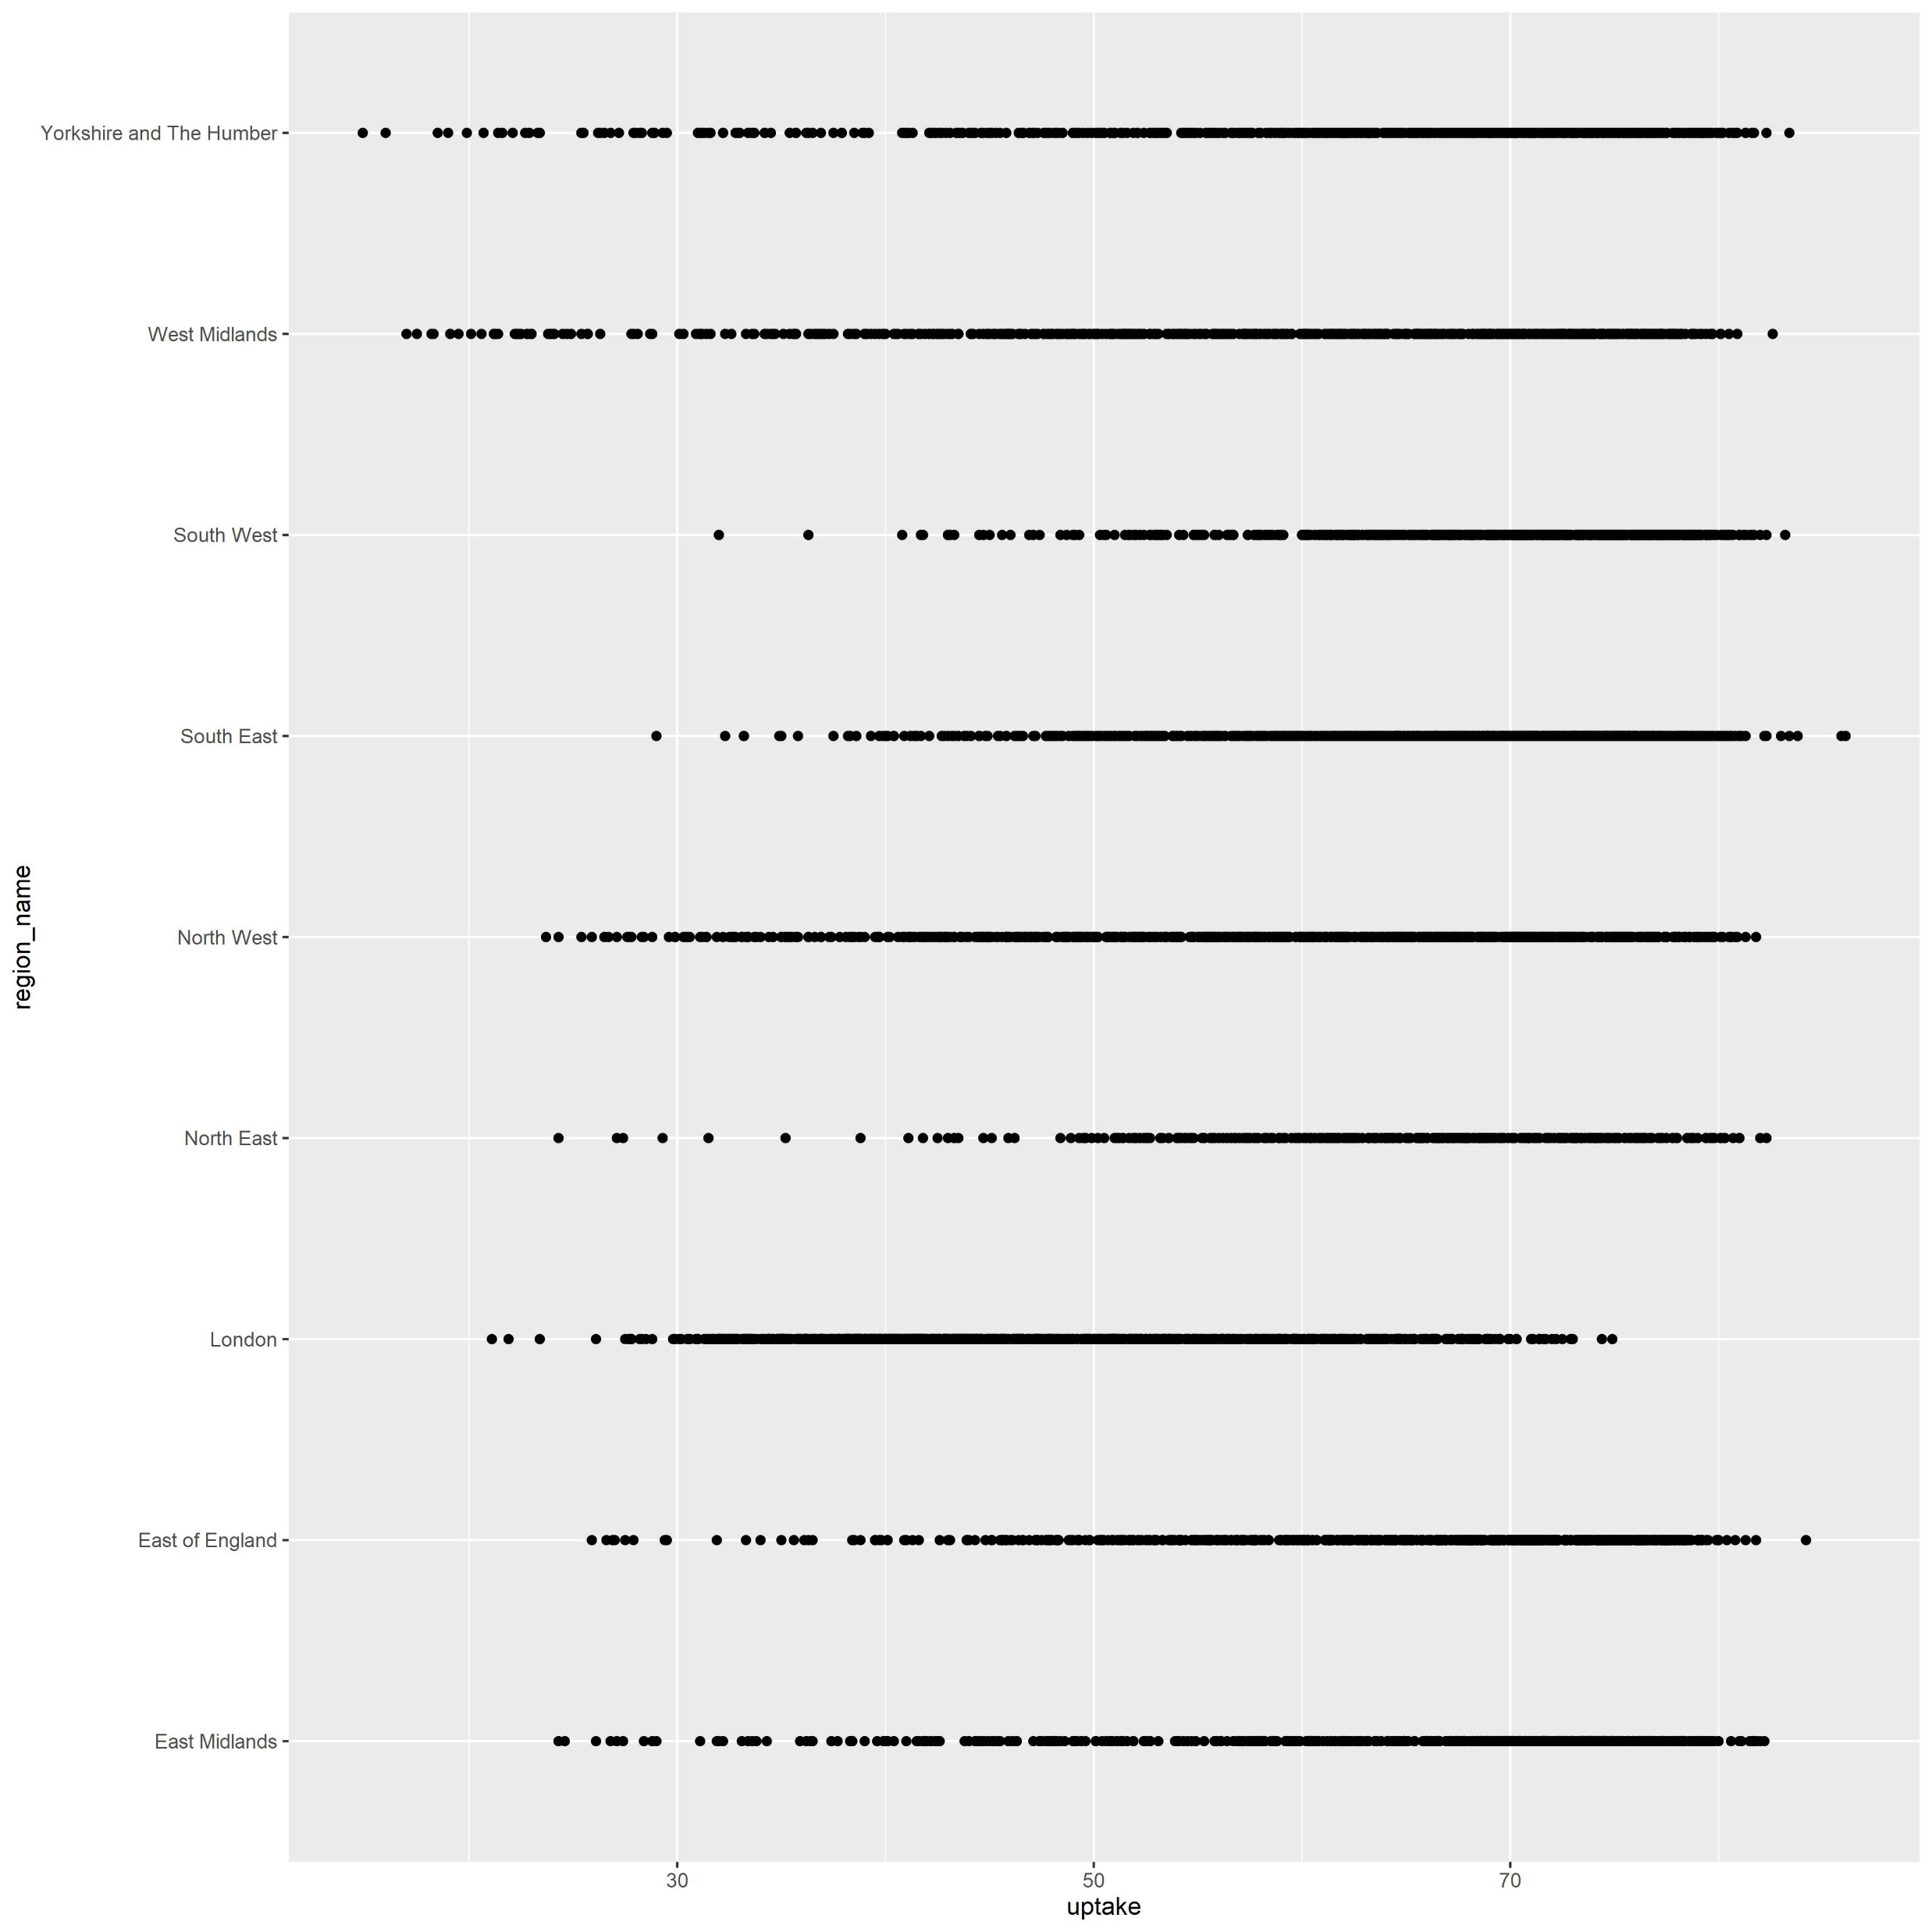 Yorkshire and The Humber
West Midlands
South West
South East
North West
North East
London
East of England
East Midlands
region_name
30 50 70
uptake